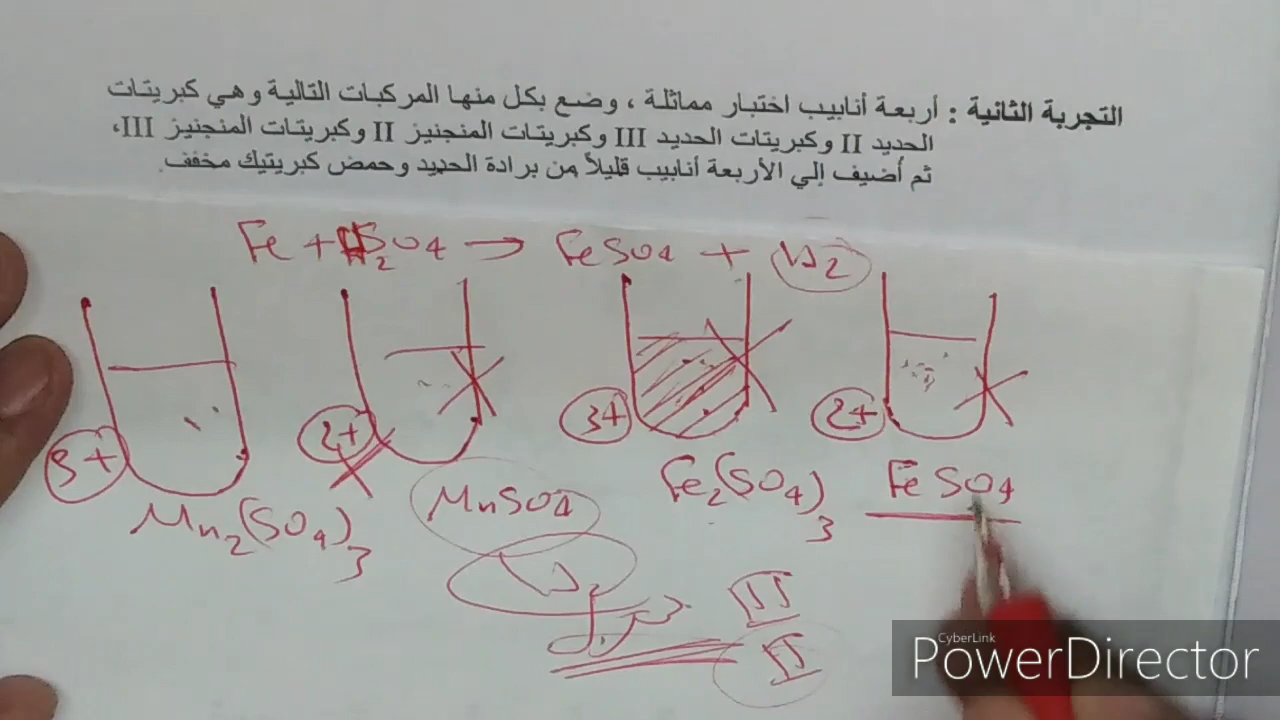 التجربة الثانية : أربعة أنابيب اختبار مماثلة ، وضع بكل منها المركبات التالية وهي كبريتات
الحديد II وكبريتات الحديد III وكبريتات المنجنيز II وكبريتات المنجنيز III،
ثم أُضيف إلي الأربعة أنابيب قليلاً من برادة الحديد وحمض كبريتيك مخفف.
Fe + H₂SO₄ → FeSO₄ + H₂
3+ 2+ 3+ 2+
Mn₂(SO₄)₃ MnSO₄ Fe₂(SO₄)₃ FeSO₄
III
II
CyberLink
PowerDirector